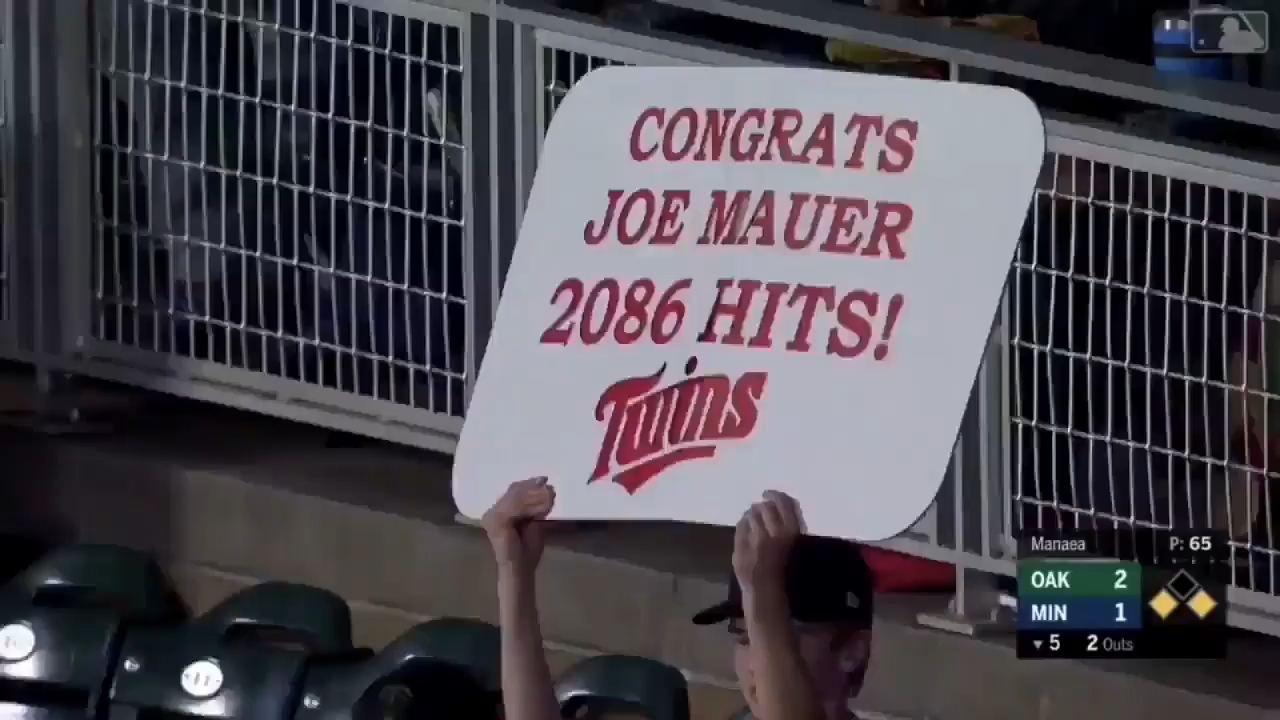 CONGRATS
JOE MAUER
2086 HITS!
Twins
Manaea P: 65
OAK 2
MIN 1
▼ 5 2 Outs